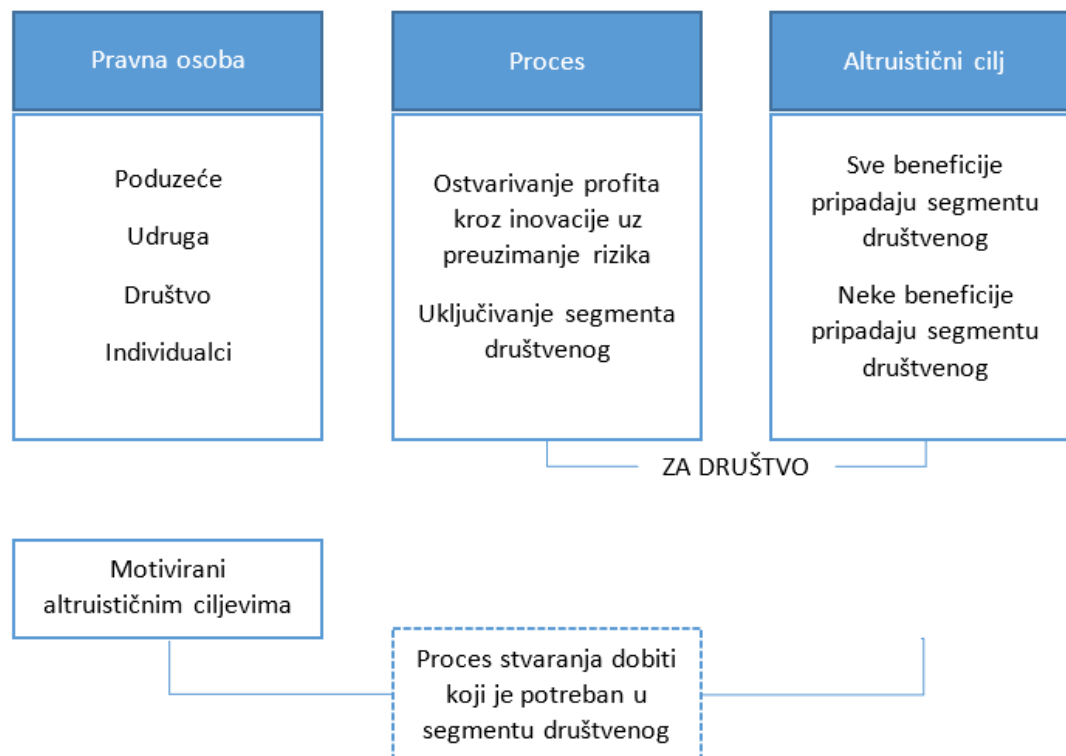 Pravna osoba
Poduzeće
Udruga
Društvo
Individualci
Proces
Ostvarivanje profita
kroz inovacije uz
preuzimanje rizika
Uključivanje segmenta
društvenog
Altruistični cilj
Sve beneficije
pripadaju segmentu
društvenog
Neke beneficije
pripadaju segmentu
društvenog
ZA DRUŠTVO
Motivirani
altruističnim ciljevima
Proces stvaranja dobiti
koji je potreban u
segmentu društvenog